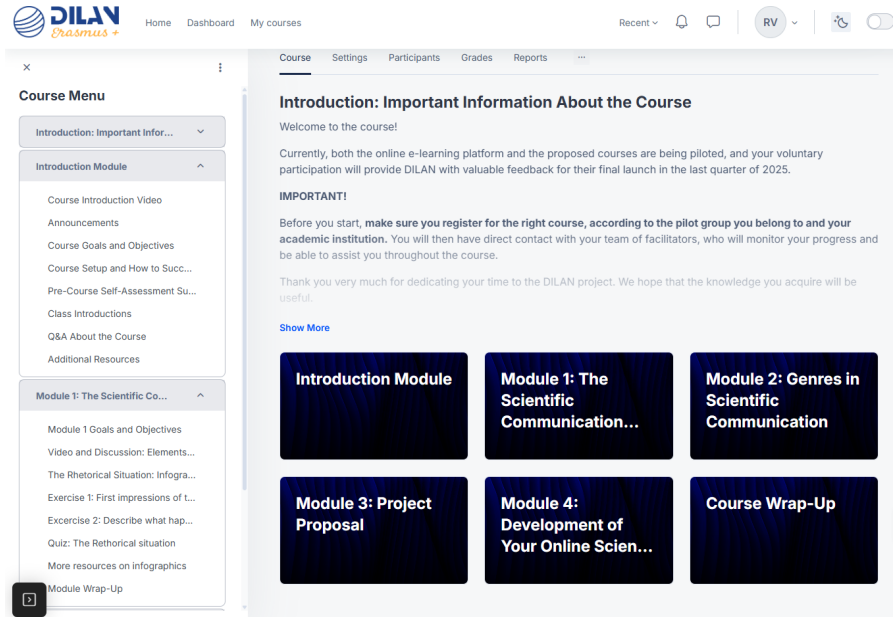 DILAN
Erasmus +
Home
Dashboard
My courses
Recent
RV
Course Menu
Introduction: Important Infor...
Introduction Module
Course Introduction Video
Announcements
Course Goals and Objectives
Course Setup and How to Succ...
Pre-Course Self-Assessment Su...
Class Introductions
Q&A About the Course
Additional Resources
Module 1: The Scientific Co...
Module 1 Goals and Objectives
Video and Discussion: Elements...
The Rhetorical Situation: Infogra...
Exercise 1: First impressions of t...
Excercise 2: Describe what hap...
Quiz: The Rethorical situation
More resources on infographics
Module Wrap-Up
Course
Settings
Participants
Grades
Reports
...
Introduction: Important Information About the Course
Welcome to the course!
Currently, both the online e-learning platform and the proposed courses are being piloted, and your voluntary
participation will provide DILAN with valuable feedback for their final launch in the last quarter of 2025.
IMPORTANT!
Before you start, make sure you register for the right course, according to the pilot group you belong to and your
academic institution. You will then have direct contact with your team of facilitators, who will monitor your progress and
be able to assist you throughout the course.
Thank you very much for dedicating your time to the DILAN project. We hope that the knowledge you acquire will be
useful.
Show More
Introduction Module
Module 1: The
Scientific
Communication...
Module 2: Genres in
Scientific
Communication
Module 3: Project
Proposal
Module 4:
Development of
Your Online Scien...
Course Wrap-Up